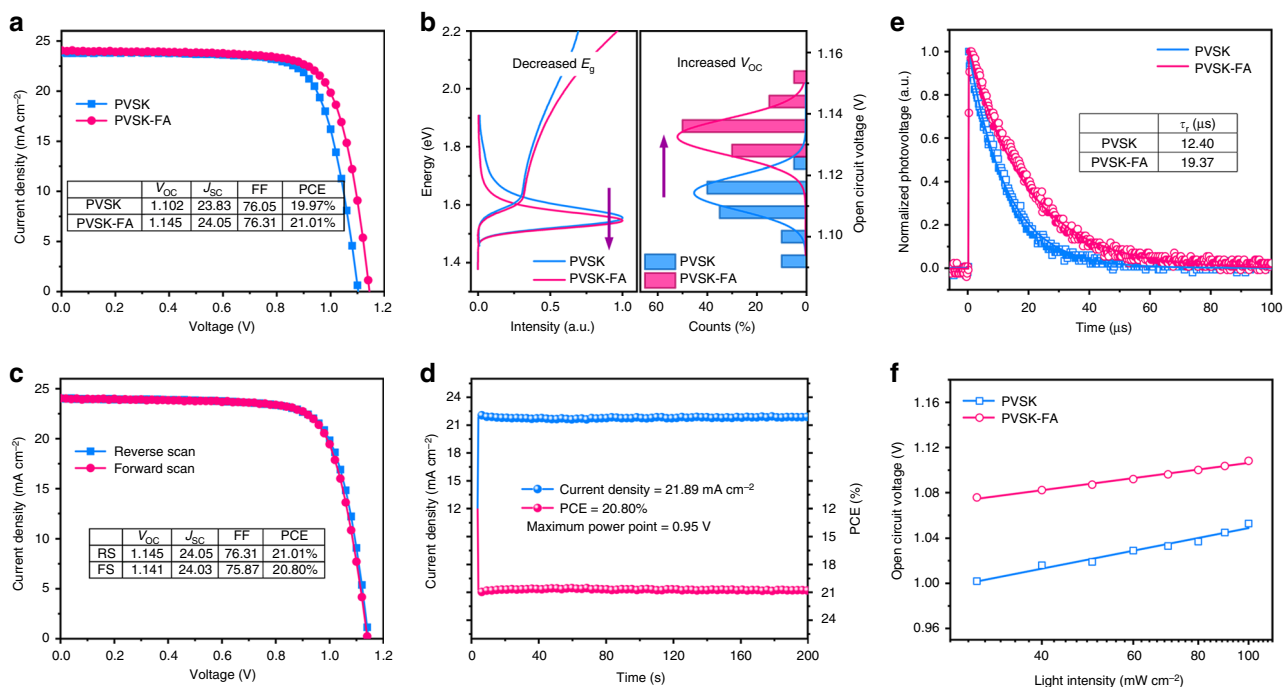 a
25
20
15
10
5
0
Current density (mA cm⁻²)
PVSK
PVSK-FA
V_OC J_SC FF PCE
PVSK 1.102 23.83 76.05 19.97%
PVSK-FA 1.145 24.05 76.31 21.01%
0.0 0.2 0.4 0.6 0.8 1.0 1.2
Voltage (V)
b
2.2
2.0
1.8
1.6
1.4
Energy (eV)
Decreased E_g
PVSK
PVSK-FA
0.0 0.5 1.0
Intensity (a.u.)
Increased V_OC
PVSK
PVSK-FA
60 40 20 0
Counts (%)
1.16
1.14
1.12
1.10
Open circuit voltage (V)
e
1.0
0.8
0.6
0.4
0.2
0.0
Normalized photovoltage (a.u.)
PVSK
PVSK-FA
τ_r (μs)
PVSK 12.40
PVSK-FA 19.37
0 20 40 60 80 100
Time (μs)
c
25
20
15
10
5
0
Current density (mA cm⁻²)
Reverse scan
Forward scan
V_OC J_SC FF PCE
RS 1.145 24.05 76.31 21.01%
FS 1.141 24.03 75.87 20.80%
0.0 0.2 0.4 0.6 0.8 1.0 1.2
Voltage (V)
d
24
21
18
15
12
Current density (mA cm⁻²)
Current density = 21.89 mA cm⁻²
PCE = 20.80%
Maximum power point = 0.95 V
12
15
18
21
24
PCE (%)
0 40 80 120 160 200
Time (s)
f
1.16
1.12
1.08
1.04
1.00
0.96
Open circuit voltage (V)
PVSK
PVSK-FA
40 60 80 100
Light intensity (mW cm⁻²)